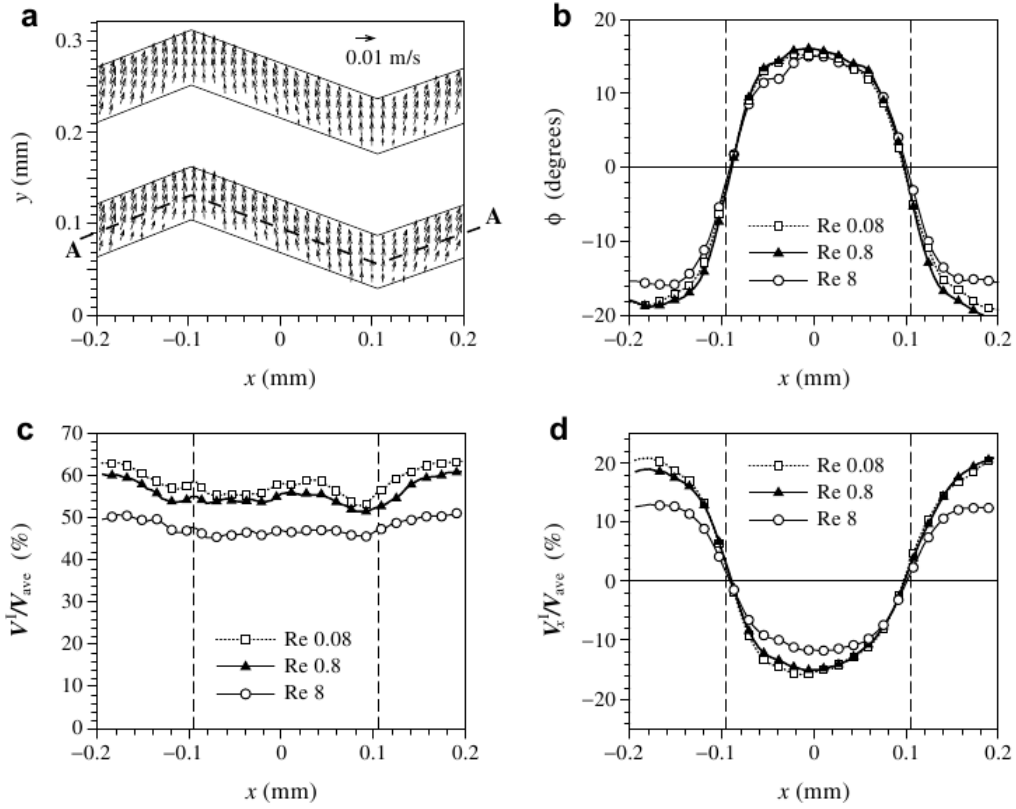 a
0.3
0.2
0.1
0
y (mm)
0.01 m/s
A
A
−0.2
−0.1
0
0.1
0.2
x (mm)
b
20
10
0
−10
−20
ϕ (degrees)
Re 0.08
Re 0.8
Re 8
−0.2
−0.1
0
0.1
0.2
x (mm)
c
70
60
50
40
30
20
10
0
V^I/V_ave (%)
Re 0.08
Re 0.8
Re 8
−0.2
−0.1
0
0.1
0.2
x (mm)
d
20
10
0
−10
−20
V_x^I/V_ave (%)
Re 0.08
Re 0.8
Re 8
−0.2
−0.1
0
0.1
0.2
x (mm)